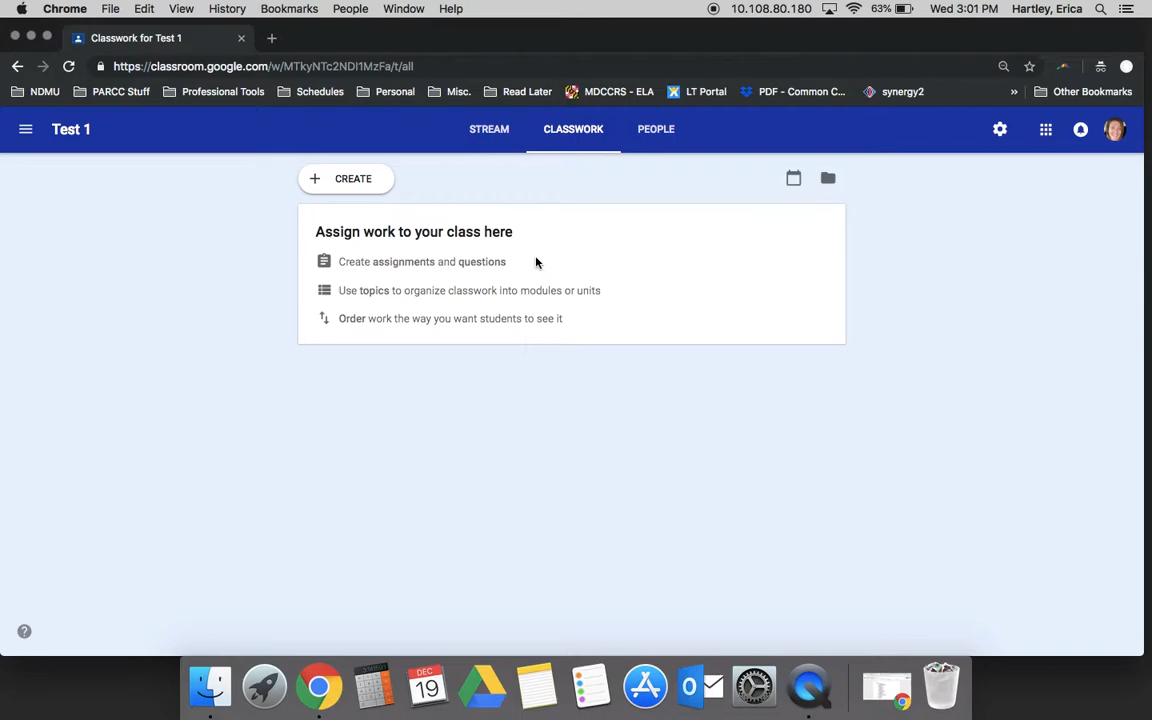 Chrome File Edit View History Bookmarks People Window Help 10.108.80.180 63% Wed 3:01 PM Hartley, Erica
Classwork for Test 1
https://classroom.google.com/w/MTkyNTc2NDI1MzFa/t/all
NDMU PARCC Stuff Professional Tools Schedules Personal Misc. Read Later MDCCRS - ELA LT Portal PDF - Common C... synergy2 » Other Bookmarks
Test 1 STREAM CLASSWORK PEOPLE
+ CREATE
Assign work to your class here
Create assignments and questions
Use topics to organize classwork into modules or units
Order work the way you want students to see it
?
DEC
19